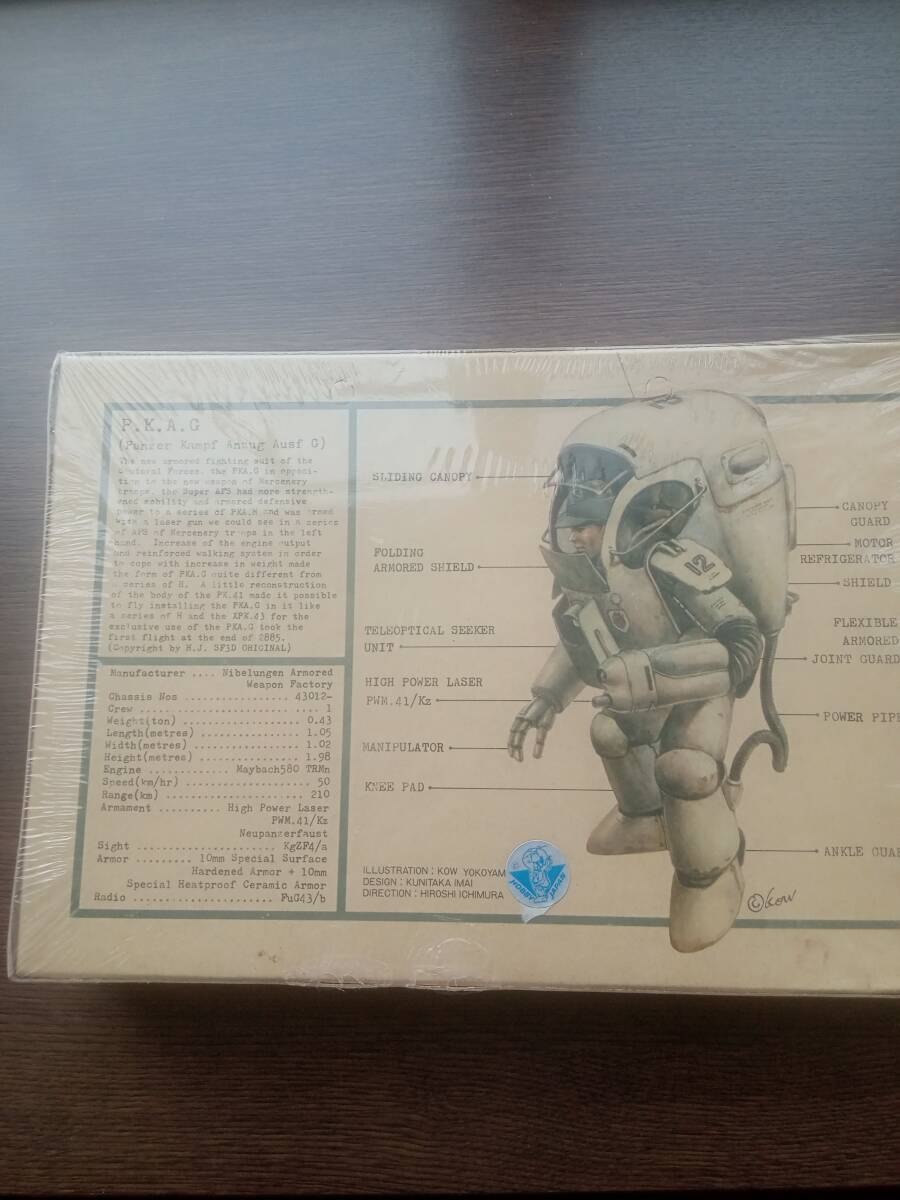 P.K.A.G
(Panzer Kampf Anzug Ausf G)
The new armored fighting suit of the
Shutoral Forces, the PKA.G in opposi-
tion to the new weapon of Mercenery
troops, the Super AFS had more strength-
ened mobility and armored defensive
power to a series of PKA.H and was armed
with a laser gun we could see in a series
of AFS of Mercenery troops in the left
hand. Increase of the engine output
and reinforced walking system in order
to cope with increase in weight made
the form of PKA.G quite different from
a series of H. A little reconstruction
of the body of the PK.41 made it possible
to fly installing the PKA.G in it like
a series of H and the XPK.43 for the
exclusive use of the PKA.G took the
first flight at the end of 2885.
(Copyright by H.J. SF3D ORIGINAL)
Manufacturer .... Nibelungen Armored
Weapon Factory
Chassis Nos ................ 43012-
Crew .......................... 1
Weight(ton) .................. 0.43
Length(metres) ............... 1.05
Width(metres) ................ 1.02
Height(metres) ............... 1.98
Engine ........... Maybach580 TRMn
Speed(km/hr) ................... 50
Range(km) ..................... 210
Armament .......... High Power Laser
PWM.41/Kz
Neupanzerfaust
Sight ..................... KgZF4/a
Armor ......... 10mm Special Surface
Hardened Armor + 10mm
Special Heatproof Ceramic Armor
Radio ...................... FuG43/b
SLIDING CANOPY
FOLDING
ARMORED SHIELD
TELEOPTICAL SEEKER
UNIT
HIGH POWER LASER
PWM.41/Kz
MANIPULATOR
KNEE PAD
CANOPY
GUARD
MOTOR
REFRIGERATOR
SHIELD
FLEXIBLE
ARMORED
JOINT GUARD
POWER PIPE
ANKLE GUA
12
12
ILLUSTRATION : KOW YOKOYAM
DESIGN : KUNITAKA IMAI
DIRECTION : HIROSHI ICHIMURA
HOBBY JAPAN
©Kow